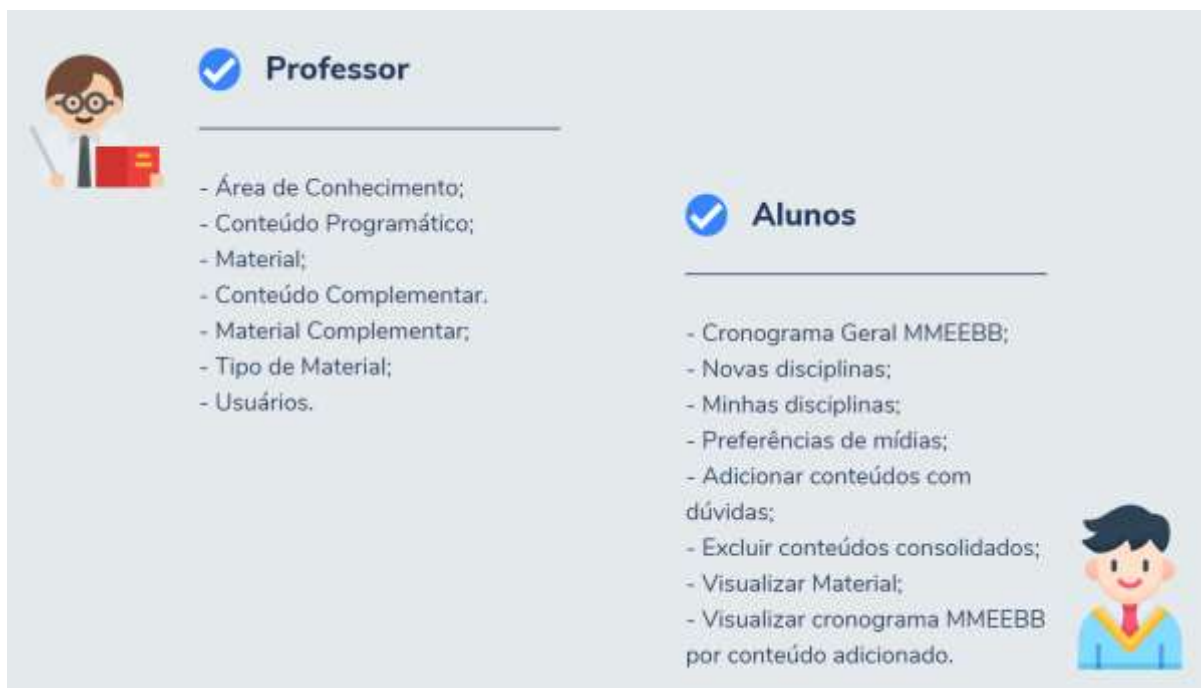 Professor
- Área de Conhecimento;
- Conteúdo Programático;
- Material;
- Conteúdo Complementar.
- Material Complementar;
- Tipo de Material;
- Usuários.
Alunos
- Cronograma Geral MMEEBB;
- Novas disciplinas;
- Minhas disciplinas;
- Preferências de mídias;
- Adicionar conteúdos com
dúvidas;
- Excluir conteúdos consolidados;
- Visualizar Material;
- Visualizar cronograma MMEEBB
por conteúdo adicionado.